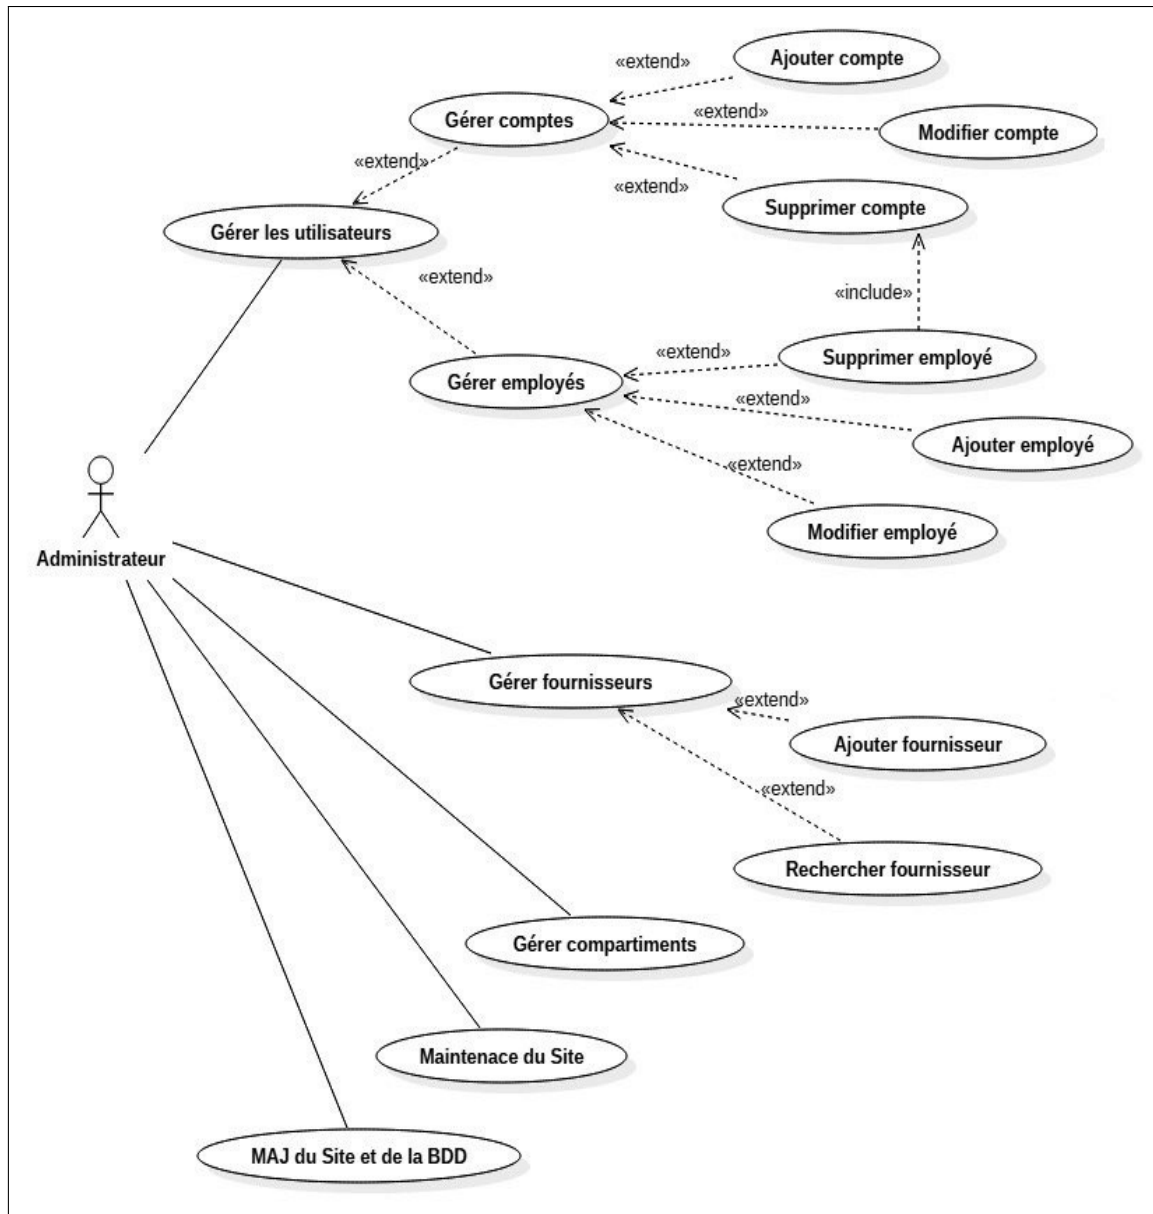 Ajouter compte
«extend»
Gérer comptes
«extend»
Modifier compte
«extend»
«extend»
Supprimer compte
Gérer les utilisateurs
«extend»
«include»
Supprimer employé
«extend»
Gérer employés
«extend»
Ajouter employé
«extend»
Modifier employé
Administrateur
Gérer fournisseurs
«extend»
Ajouter fournisseur
«extend»
Rechercher fournisseur
Gérer compartiments
Maintenace du Site
MAJ du Site et de la BDD